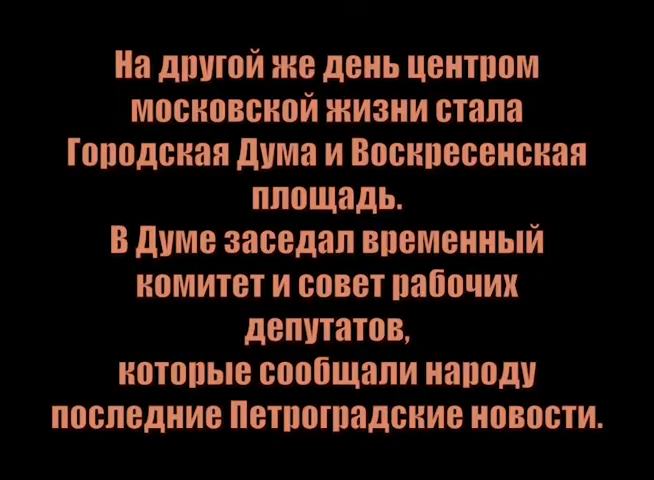 На другой же день центром
московской жизни стала
Городская Дума и Воскресенская
площадь.
В Думе заседал временный
комитет и совет рабочих
депутатов,
которые сообщали народу
последние Петроградские новости.